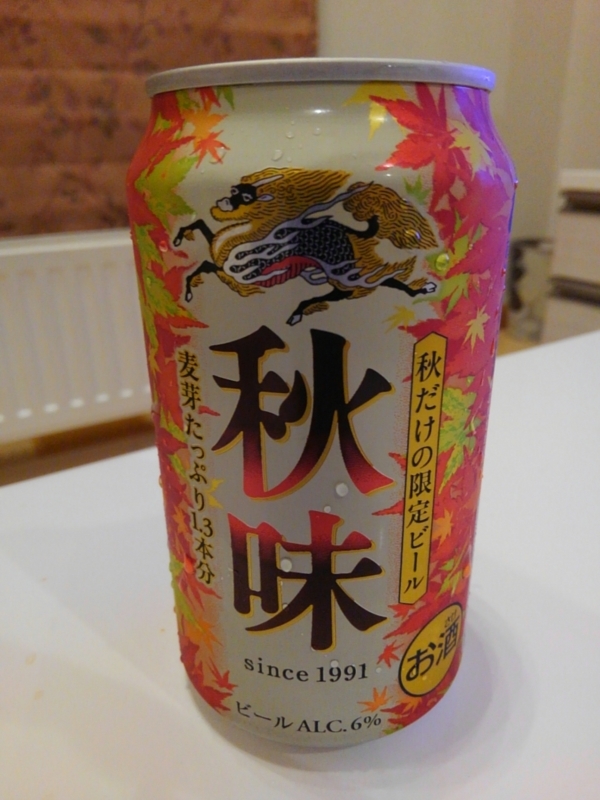 秋味
麦芽たっぷり1.3本分
秋だけの限定ビール
since 1991
お酒
ビール ALC.6%